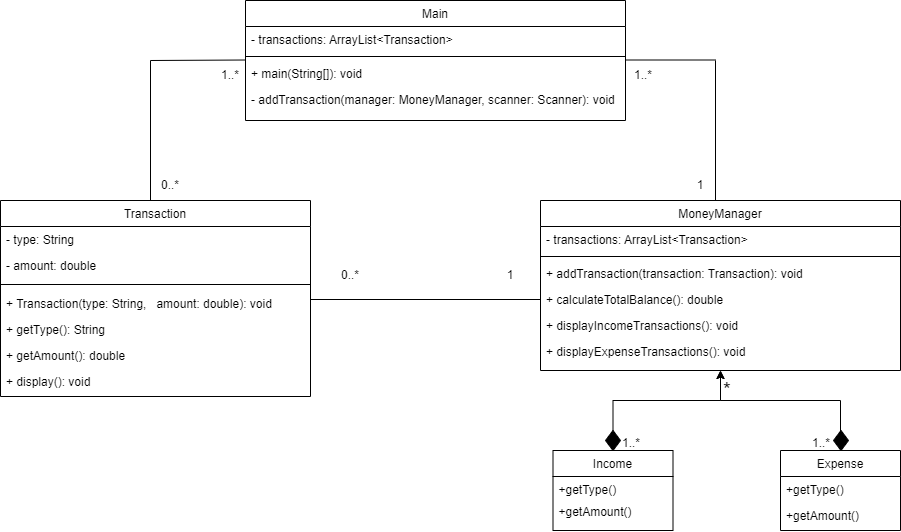 Main
- transactions: ArrayList<Transaction>
+ main(String[]): void
- addTransaction(manager: MoneyManager, scanner: Scanner): void
1..*
1..*
0..*
1
Transaction
- type: String
- amount: double
+ Transaction(type: String, amount: double): void
+ getType(): String
+ getAmount(): double
+ display(): void
0..*
1
MoneyManager
- transactions: ArrayList<Transaction>
+ addTransaction(transaction: Transaction): void
+ calculateTotalBalance(): double
+ displayIncomeTransactions(): void
+ displayExpenseTransactions(): void
*
1..*
1..*
Income
+getType()
+getAmount()
Expense
+getType()
+getAmount()